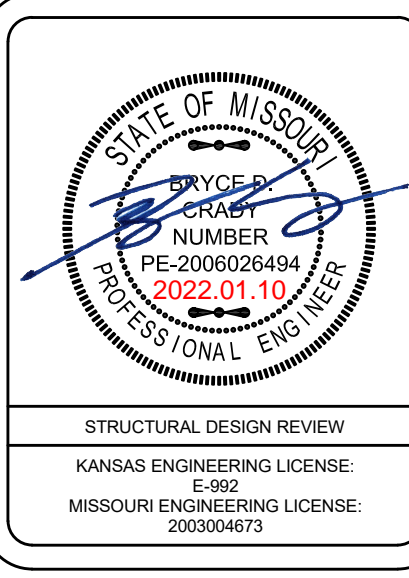 STATE OF MISSOURI
BRYCE D.
CRADY
NUMBER
PE-2006026494
2022.01.10
PROFESSIONAL ENGINEER
STRUCTURAL DESIGN REVIEW
KANSAS ENGINEERING LICENSE:
E-992
MISSOURI ENGINEERING LICENSE:
2003004673